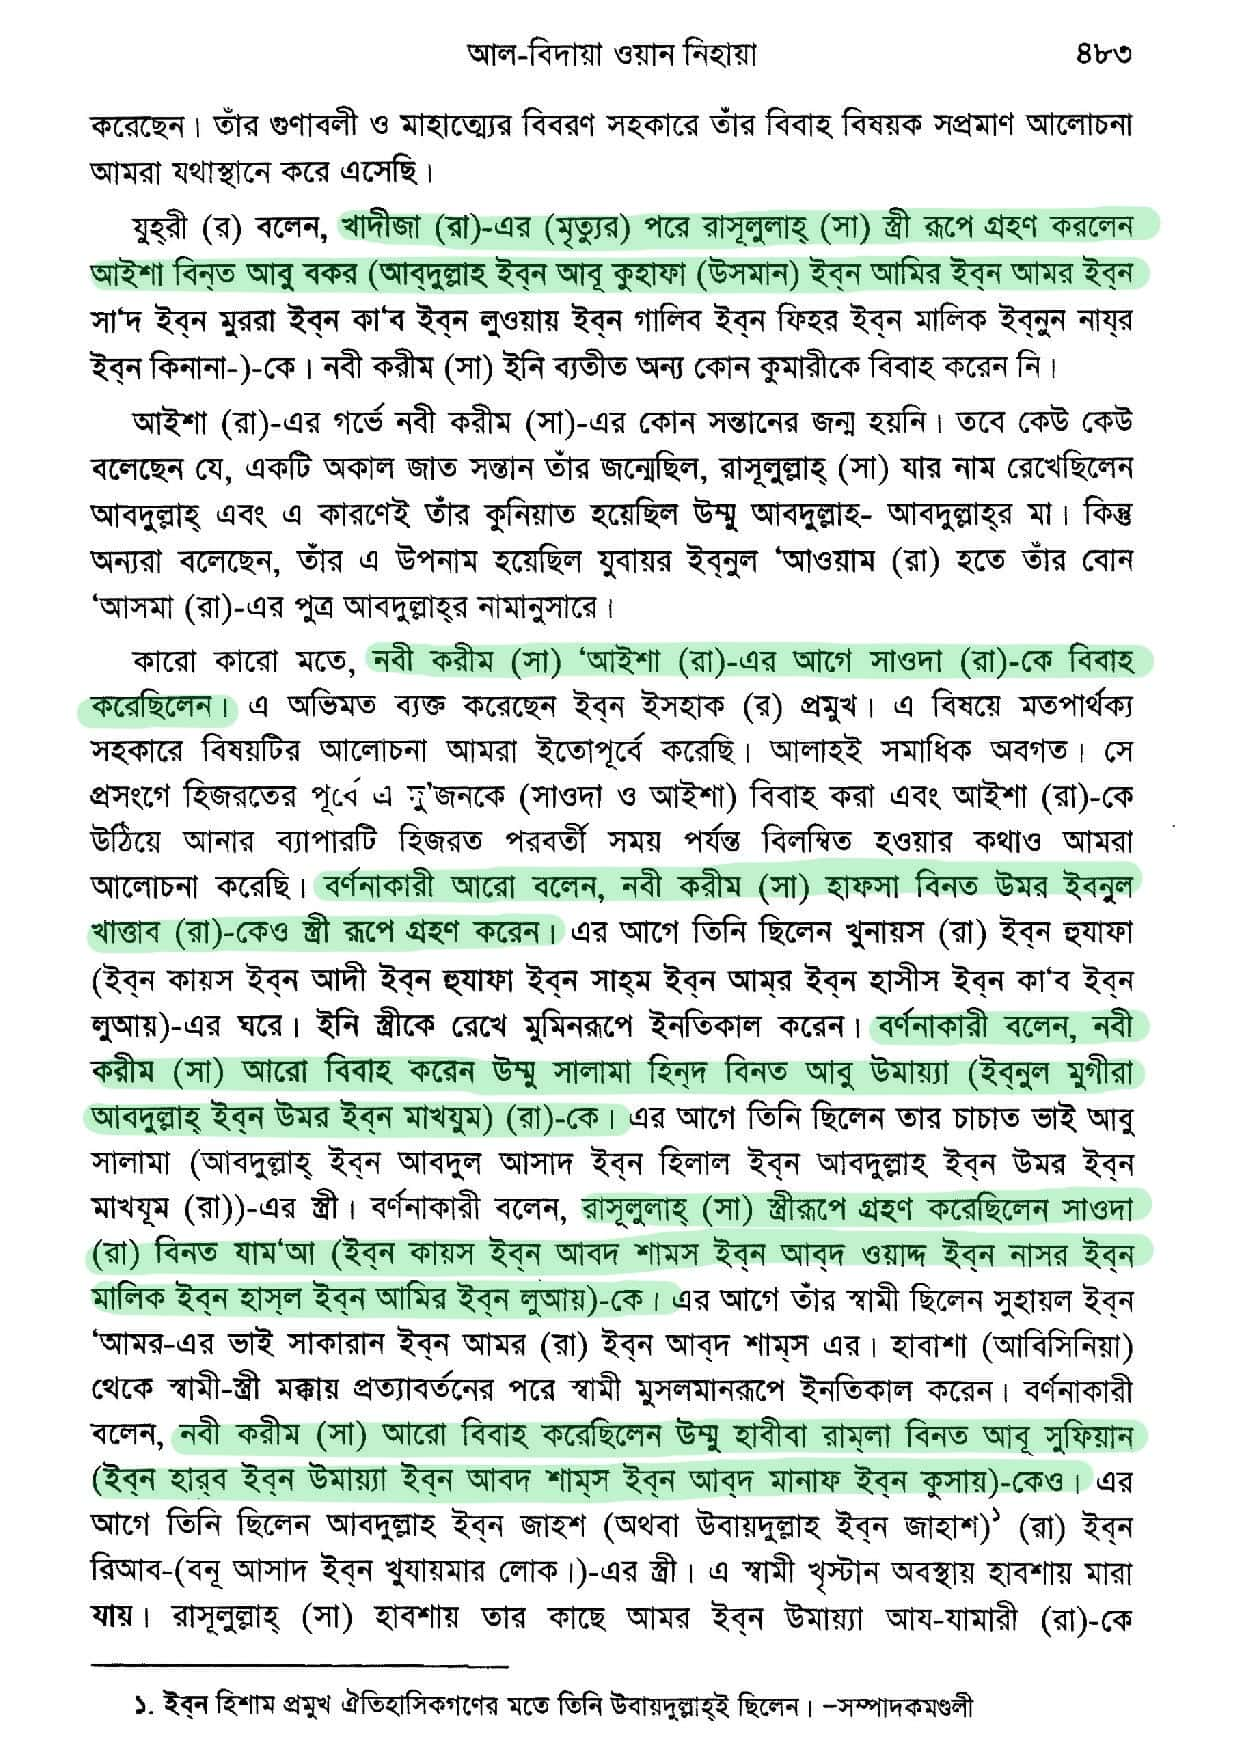 আল-বিদায়া ওয়ান নিহায়া ৪৮৩
করেছেন। তাঁর গুণাবলী ও মাহাত্ম্যের বিবরণ সহকারে তাঁর বিবাহ বিষয়ক সপ্রমাণ আলোচনা
আমরা যথাস্থানে করে এসেছি।
যুহ্‌রী (র) বলেন, খাদীজা (রা)-এর (মৃত্যুর) পরে রাসূলুলাহ্ (সা) স্ত্রী রূপে গ্রহণ করলেন
আইশা বিন্‌ত আবু বকর (আবদুল্লাহ ইব্‌ন আবূ কুহাফা (উসমান) ইব্‌ন আমির ইব্‌ন আমর ইব্‌ন
সা‘দ ইব্‌ন মুররা ইব্‌ন কা‘ব ইব্‌ন লুওয়ায় ইব্‌ন গালিব ইব্‌ন ফিহর ইব্‌ন মালিক ইব্‌নুন নায্‌র
ইব্‌ন কিনানা-)-কে। নবী করীম (সা) ইনি ব্যতীত অন্য কোন কুমারীকে বিবাহ করেন নি।
আইশা (রা)-এর গর্ভে নবী করীম (সা)-এর কোন সন্তানের জন্ম হয়নি। তবে কেউ কেউ
বলেছেন যে, একটি অকাল জাত সন্তান তাঁর জন্মেছিল, রাসূলুল্লাহ্ (সা) যার নাম রেখেছিলেন
আবদুল্লাহ্ এবং এ কারণেই তাঁর কুনিয়াত হয়েছিল উম্মু আবদুল্লাহ- আবদুল্লাহ্‌র মা। কিন্তু
অন্যরা বলেছেন, তাঁর এ উপনাম হয়েছিল যুবায়র ইব্‌নুল ‘আওয়াম (রা) হতে তাঁর বোন
‘আসমা (রা)-এর পুত্র আবদুল্লাহ্‌র নামানুসারে।
কারো কারো মতে, নবী করীম (সা) ‘আইশা (রা)-এর আগে সাওদা (রা)-কে বিবাহ
করেছিলেন। এ অভিমত ব্যক্ত করেছেন ইব্‌ন ইসহাক (র) প্রমুখ। এ বিষয়ে মতপার্থক্য
সহকারে বিষয়টির আলোচনা আমরা ইতোপূর্বে করেছি। আলাহই সমাধিক অবগত। সে
প্রসংগে হিজরতের পূর্বে এ দু'জনকে (সাওদা ও আইশা) বিবাহ করা এবং আইশা (রা)-কে
উঠিয়ে আনার ব্যাপারটি হিজরত পরবর্তী সময় পর্যন্ত বিলম্বিত হওয়ার কথাও আমরা
আলোচনা করেছি। বর্ণনাকারী আরো বলেন, নবী করীম (সা) হাফসা বিনত উমর ইবনুল
খাত্তাব (রা)-কেও স্ত্রী রূপে গ্রহণ করেন। এর আগে তিনি ছিলেন খুনায়স (রা) ইব্‌ন হুযাফা
(ইব্‌ন কায়স ইব্‌ন আদী ইব্‌ন হুযাফা ইব্‌ন সাহ্‌ম ইব্‌ন আম্‌র ইব্‌ন হাসীস ইব্‌ন কা‘ব ইব্‌ন
লুআয়)-এর ঘরে। ইনি স্ত্রীকে রেখে মুমিনরূপে ইনতিকাল করেন। বর্ণনাকারী বলেন, নবী
করীম (সা) আরো বিবাহ করেন উম্মু সালামা হিন্‌দ বিনত আবু উমায়্যা (ইব্‌নুল মুগীরা
আবদুল্লাহ্ ইব্‌ন উমর ইব্‌ন মাখযুম) (রা)-কে। এর আগে তিনি ছিলেন তার চাচাত ভাই আবু
সালামা (আবদুল্লাহ্ ইব্‌ন আবদুল আসাদ ইব্‌ন হিলাল ইব্‌ন আবদুল্লাহ ইব্‌ন উমর ইব্‌ন
মাখযূম (রা))-এর স্ত্রী। বর্ণনাকারী বলেন, রাসূলুলাহ্ (সা) স্ত্রীরূপে গ্রহণ করেছিলেন সাওদা
(রা) বিনত যাম‘আ (ইব্‌ন কায়স ইব্‌ন আবদ শামস ইব্‌ন আব্‌দ ওয়াদ্দ ইব্‌ন নাসর ইব্‌ন
মালিক ইব্‌ন হাস্‌ল ইব্‌ন আমির ইব্‌ন লুআয়)-কে। এর আগে তাঁর স্বামী ছিলেন সুহায়ল ইব্‌ন
‘আমর-এর ভাই সাকারান ইব্‌ন আমর (রা) ইব্‌ন আব্‌দ শাম্‌স এর। হাবাশা (আবিসিনিয়া)
থেকে স্বামী-স্ত্রী মক্কায় প্রত্যাবর্তনের পরে স্বামী মুসলমানরূপে ইনতিকাল করেন। বর্ণনাকারী
বলেন, নবী করীম (সা) আরো বিবাহ করেছিলেন উম্মু হাবীবা রাম্‌লা বিনত আবূ সুফিয়ান
(ইব্‌ন হার্‌ব ইব্‌ন উমায়্যা ইব্‌ন আবদ শাম্‌স ইব্‌ন আব্‌দ মানাফ ইব্‌ন কুসায়)-কেও। এর
আগে তিনি ছিলেন আবদুল্লাহ ইব্‌ন জাহশ (অথবা উবায়দুল্লাহ ইব্‌ন জাহাশ)১ (রা) ইব্‌ন
রিআব-(বনূ আসাদ ইব্‌ন খুযায়মার লোক।)-এর স্ত্রী। এ স্বামী খৃস্টান অবস্থায় হাবশায় মারা
যায়। রাসূলুল্লাহ্ (সা) হাবশায় তার কাছে আমর ইব্‌ন উমায়্যা আয-যামারী (রা)-কে
১. ইব্‌ন হিশাম প্রমুখ ঐতিহাসিকগণের মতে তিনি উবায়দুল্লাহ্‌ই ছিলেন। –সম্পাদকমণ্ডলী